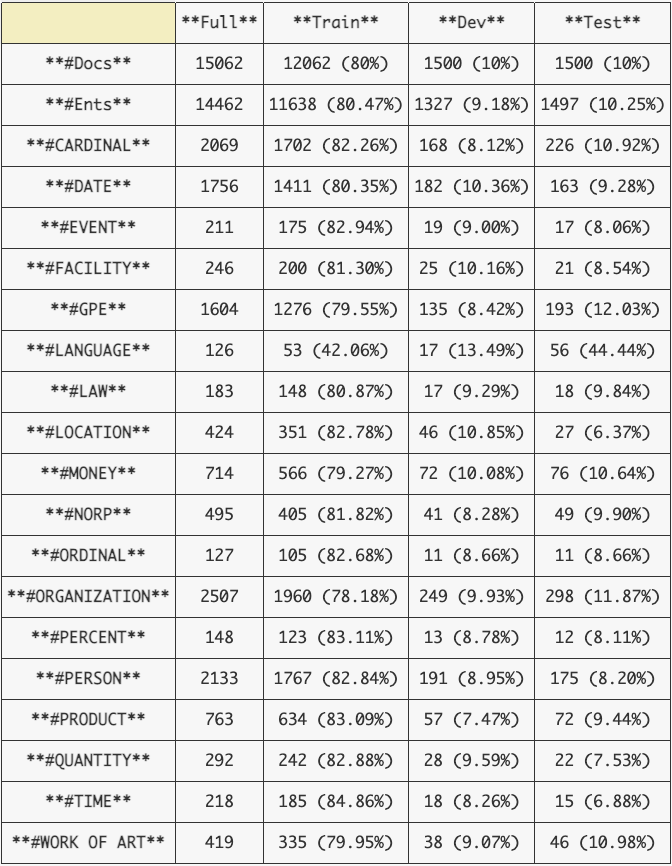 **Full** **Train** **Dev** **Test**
**#Docs** 15062 12062 (80%) 1500 (10%) 1500 (10%)
**#Ents** 14462 11638 (80.47%) 1327 (9.18%) 1497 (10.25%)
**#CARDINAL** 2069 1702 (82.26%) 168 (8.12%) 226 (10.92%)
**#DATE** 1756 1411 (80.35%) 182 (10.36%) 163 (9.28%)
**#EVENT** 211 175 (82.94%) 19 (9.00%) 17 (8.06%)
**#FACILITY** 246 200 (81.30%) 25 (10.16%) 21 (8.54%)
**#GPE** 1604 1276 (79.55%) 135 (8.42%) 193 (12.03%)
**#LANGUAGE** 126 53 (42.06%) 17 (13.49%) 56 (44.44%)
**#LAW** 183 148 (80.87%) 17 (9.29%) 18 (9.84%)
**#LOCATION** 424 351 (82.78%) 46 (10.85%) 27 (6.37%)
**#MONEY** 714 566 (79.27%) 72 (10.08%) 76 (10.64%)
**#NORP** 495 405 (81.82%) 41 (8.28%) 49 (9.90%)
**#ORDINAL** 127 105 (82.68%) 11 (8.66%) 11 (8.66%)
**#ORGANIZATION** 2507 1960 (78.18%) 249 (9.93%) 298 (11.87%)
**#PERCENT** 148 123 (83.11%) 13 (8.78%) 12 (8.11%)
**#PERSON** 2133 1767 (82.84%) 191 (8.95%) 175 (8.20%)
**#PRODUCT** 763 634 (83.09%) 57 (7.47%) 72 (9.44%)
**#QUANTITY** 292 242 (82.88%) 28 (9.59%) 22 (7.53%)
**#TIME** 218 185 (84.86%) 18 (8.26%) 15 (6.88%)
**#WORK OF ART** 419 335 (79.95%) 38 (9.07%) 46 (10.98%)